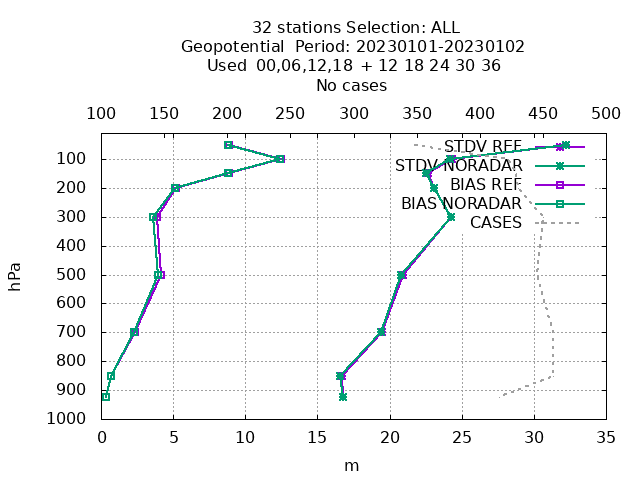 32 stations Selection: ALL
Geopotential  Period: 20230101-20230102
Used  00,06,12,18  + 12 18 24 30 36
No cases
100 150 200 250 300 350 400 450 500
STDV REF
STDV NORADAR
BIAS REF
BIAS NORADAR
CASES
100
200
300
400
500
600
700
800
900
1000
hPa
0 5 10 15 20 25 30 35
m